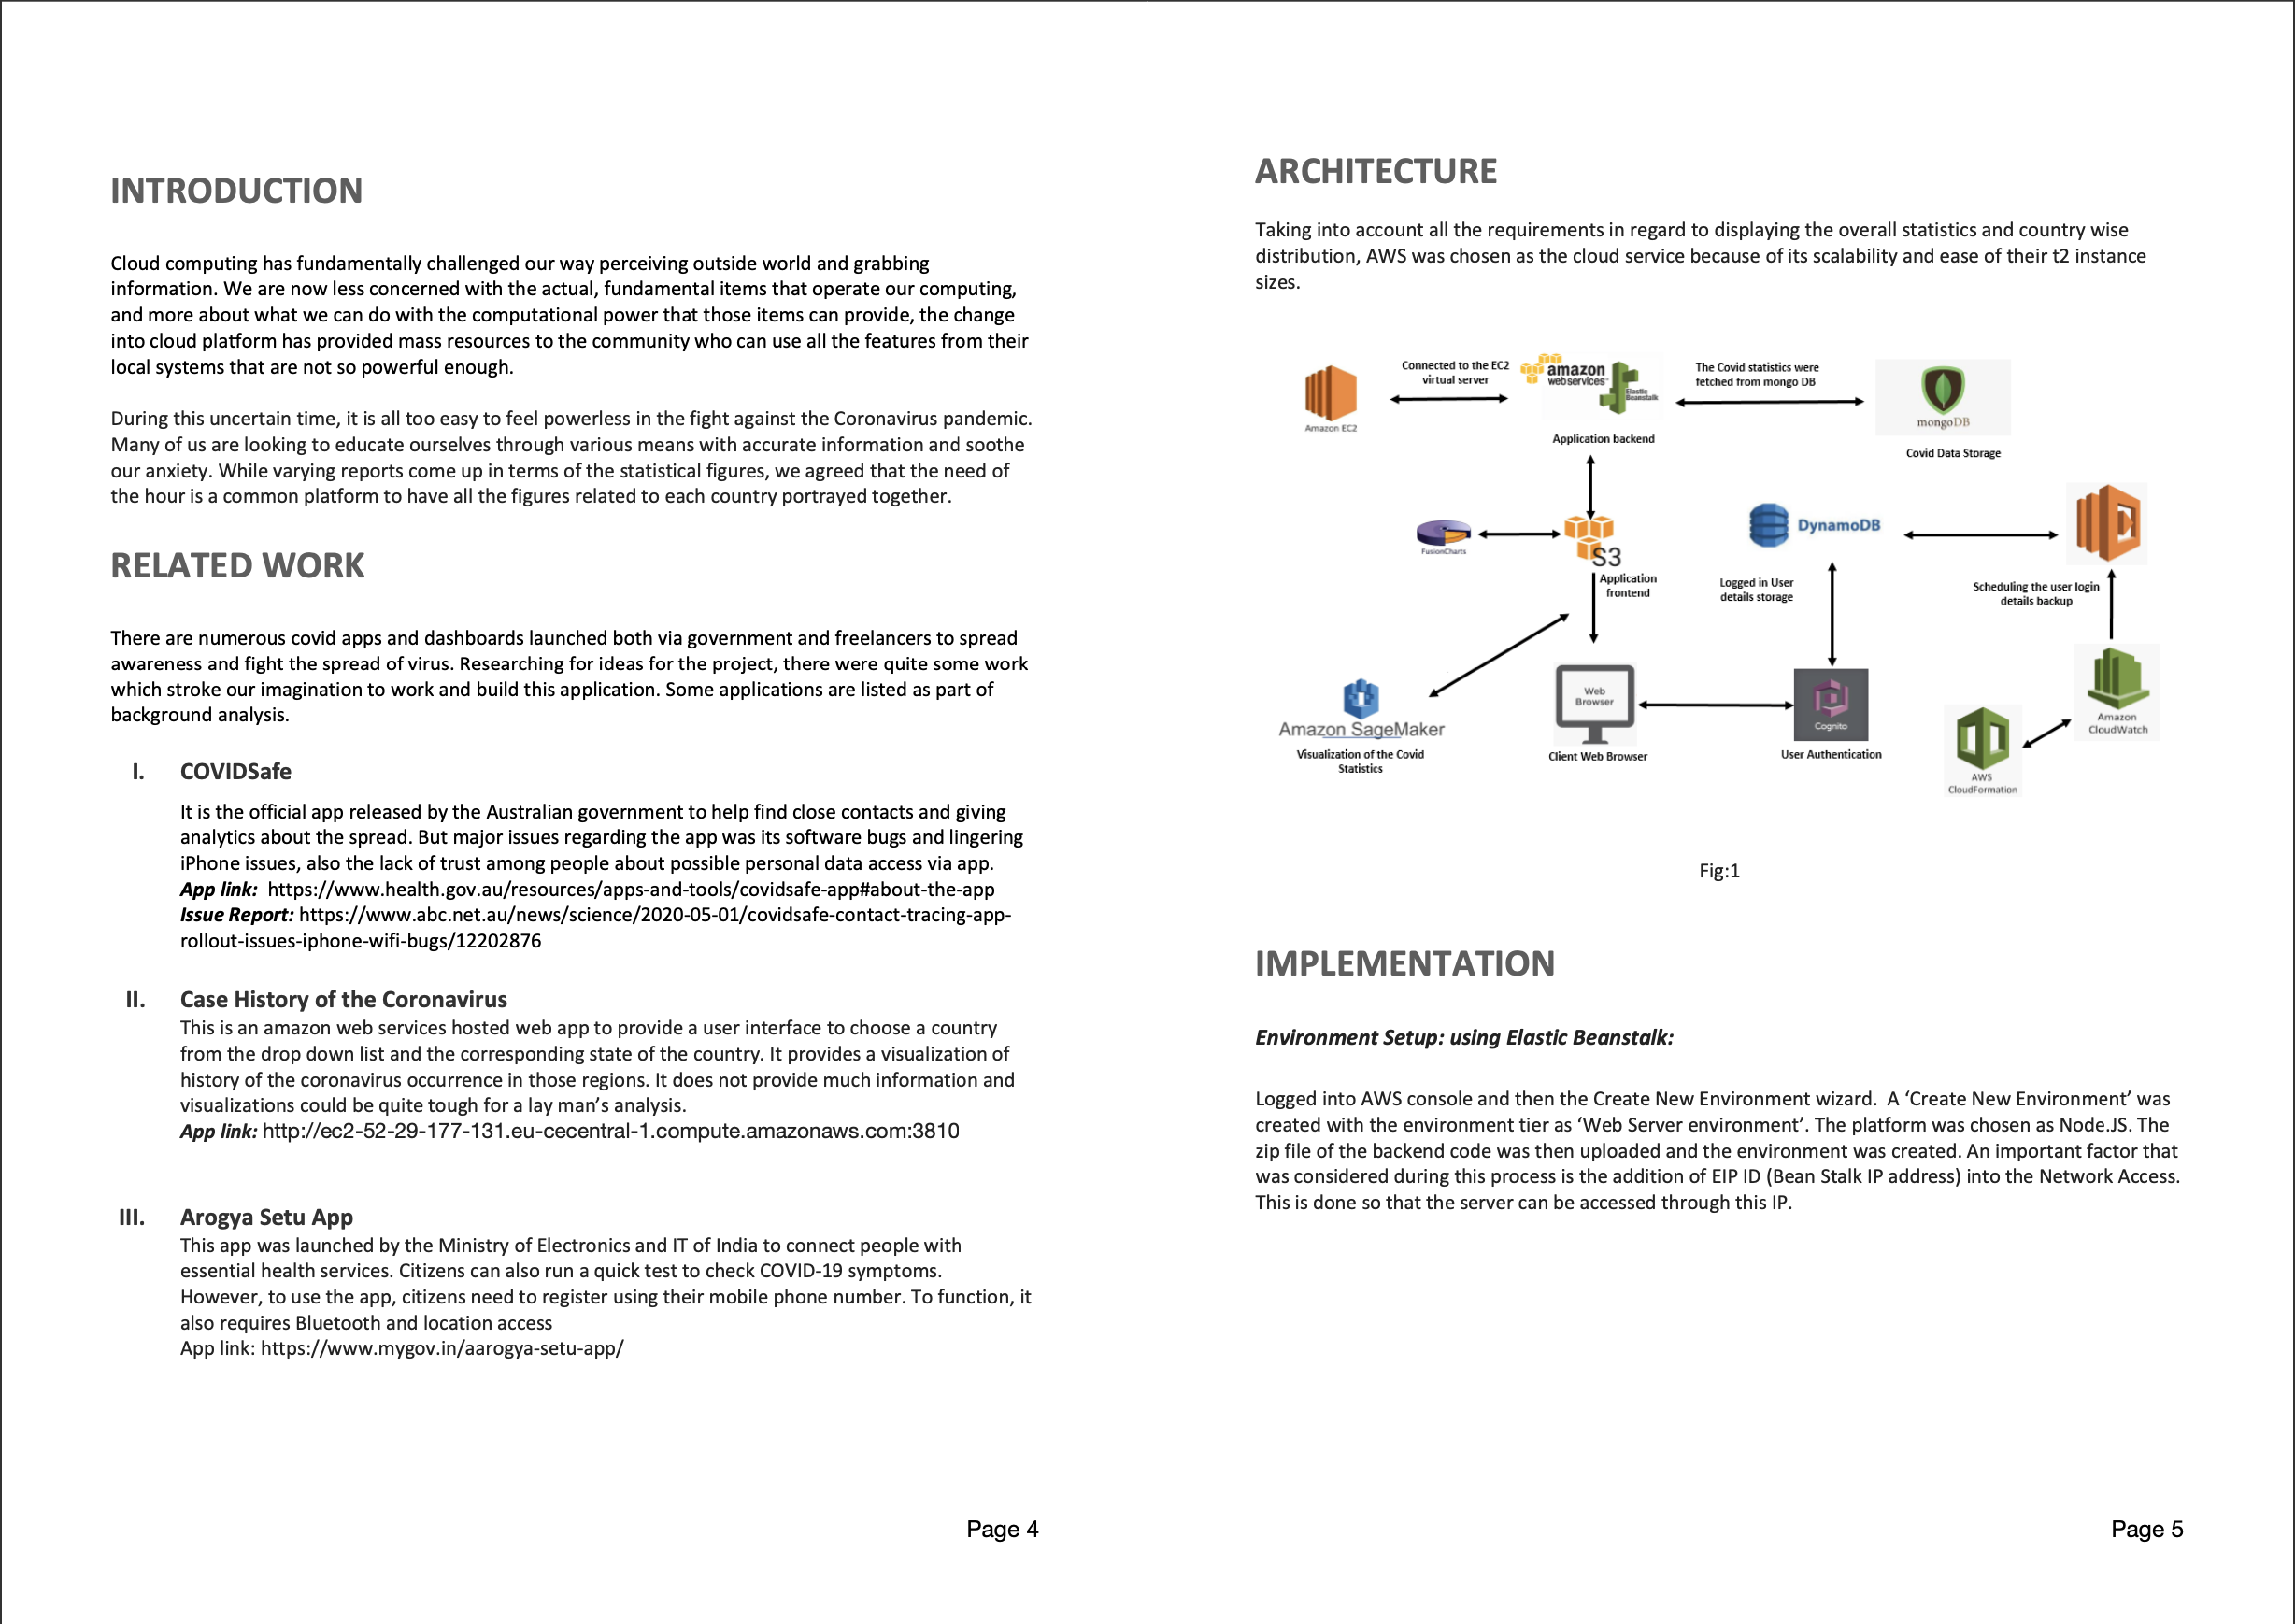 INTRODUCTION
Cloud computing has fundamentally challenged our way perceiving outside world and grabbing
information. We are now less concerned with the actual, fundamental items that operate our computing,
and more about what we can do with the computational power that those items can provide, the change
into cloud platform has provided mass resources to the community who can use all the features from their
local systems that are not so powerful enough.
During this uncertain time, it is all too easy to feel powerless in the fight against the Coronavirus pandemic.
Many of us are looking to educate ourselves through various means with accurate information and soothe
our anxiety. While varying reports come up in terms of the statistical figures, we agreed that the need of
the hour is a common platform to have all the figures related to each country portrayed together.
RELATED WORK
There are numerous covid apps and dashboards launched both via government and freelancers to spread
awareness and fight the spread of virus. Researching for ideas for the project, there were quite some work
which stroke our imagination to work and build this application. Some applications are listed as part of
background analysis.
I. COVIDSafe
It is the official app released by the Australian government to help find close contacts and giving
analytics about the spread. But major issues regarding the app was its software bugs and lingering
iPhone issues, also the lack of trust among people about possible personal data access via app.
App link: https://www.health.gov.au/resources/apps-and-tools/covidsafe-app#about-the-app
Issue Report: https://www.abc.net.au/news/science/2020-05-01/covidsafe-contact-tracing-app-
rollout-issues-iphone-wifi-bugs/12202876
II. Case History of the Coronavirus
This is an amazon web services hosted web app to provide a user interface to choose a country
from the drop down list and the corresponding state of the country. It provides a visualization of
history of the coronavirus occurrence in those regions. It does not provide much information and
visualizations could be quite tough for a lay man’s analysis.
App link: http://ec2-52-29-177-131.eu-cecentral-1.compute.amazonaws.com:3810
III. Arogya Setu App
This app was launched by the Ministry of Electronics and IT of India to connect people with
essential health services. Citizens can also run a quick test to check COVID-19 symptoms.
However, to use the app, citizens need to register using their mobile phone number. To function, it
also requires Bluetooth and location access
App link: https://www.mygov.in/aarogya-setu-app/
Page 4
ARCHITECTURE
Taking into account all the requirements in regard to displaying the overall statistics and country wise
distribution, AWS was chosen as the cloud service because of its scalability and ease of their t2 instance
sizes.
Amazon EC2
Connected to the EC2
virtual server
amazon
webservices™
Elastic
Beanstalk
Application backend
The Covid statistics were
fetched from mongo DB
mongoDB
Covid Data Storage
FusionCharts
S3
Application
frontend
DynamoDB
Logged in User
details storage
Scheduling the user login
details backup
Amazon SageMaker
Visualization of the Covid
Statistics
Web
Browser
Client Web Browser
Cognito
User Authentication
Amazon
CloudWatch
AWS
CloudFormation
Fig:1
IMPLEMENTATION
Environment Setup: using Elastic Beanstalk:
Logged into AWS console and then the Create New Environment wizard. A ‘Create New Environment’ was
created with the environment tier as ‘Web Server environment’. The platform was chosen as Node.JS. The
zip file of the backend code was then uploaded and the environment was created. An important factor that
was considered during this process is the addition of EIP ID (Bean Stalk IP address) into the Network Access.
This is done so that the server can be accessed through this IP.
Page 5